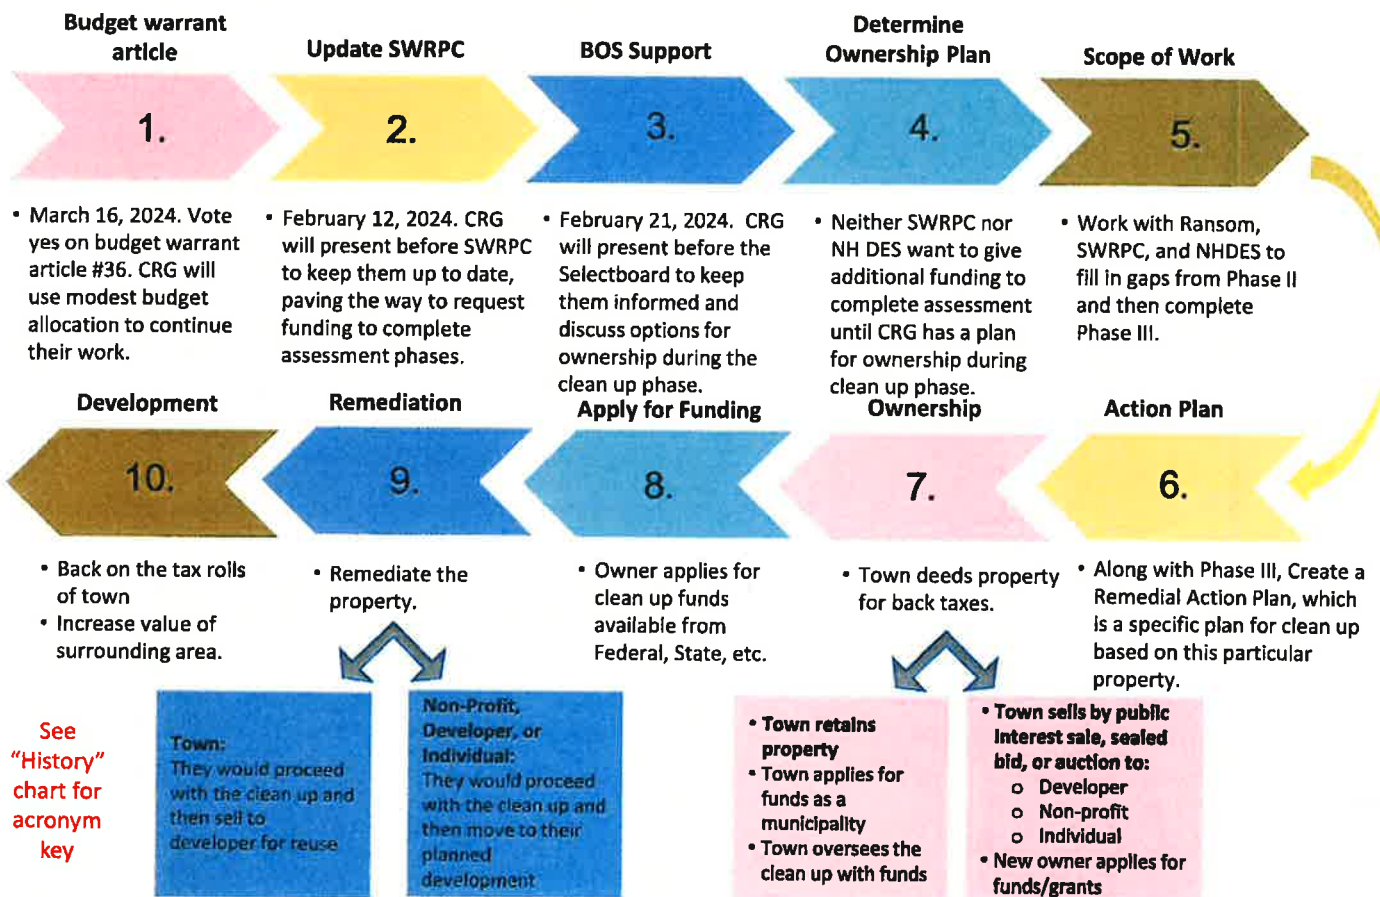 Budget warrant
article
Update SWRPC
BOS Support
Determine
Ownership Plan
Scope of Work
1.
2.
3.
4.
5.
• March 16, 2024. Vote
yes on budget warrant
article #36. CRG will
use modest budget
allocation to continue
their work.
• February 12, 2024. CRG
will present before SWRPC
to keep them up to date,
paving the way to request
funding to complete
assessment phases.
• February 21, 2024. CRG
will present before the
Selectboard to keep
them informed and
discuss options for
ownership during the
clean up phase.
• Neither SWRPC nor
NH DES want to give
additional funding to
complete assessment
until CRG has a plan
for ownership during
clean up phase.
• Work with Ransom,
SWRPC, and NHDES to
fill in gaps from Phase II
and then complete
Phase III.
Action Plan
6.
• Along with Phase III, Create a
Remedial Action Plan, which
is a specific plan for clean up
based on this particular
property.
Ownership
7.
• Town deeds property
for back taxes.
• Town retains
property
• Town applies for
funds as a
municipality
• Town oversees the
clean up with funds
• Town sells by public
interest sale, sealed
bid, or auction to:
o Developer
o Non-profit
o Individual
• New owner applies for
funds/grants
Apply for Funding
8.
• Owner applies for
clean up funds
available from
Federal, State, etc.
Remediation
9.
• Remediate the
property.
Town:
They would proceed
with the clean up and
then sell to
developer for reuse
Non-Profit,
Developer, or
Individual:
They would proceed
with the clean up and
then move to their
planned
development
Development
10.
• Back on the tax rolls
of town
• Increase value of
surrounding area.
See
"History"
chart for
acronym
key